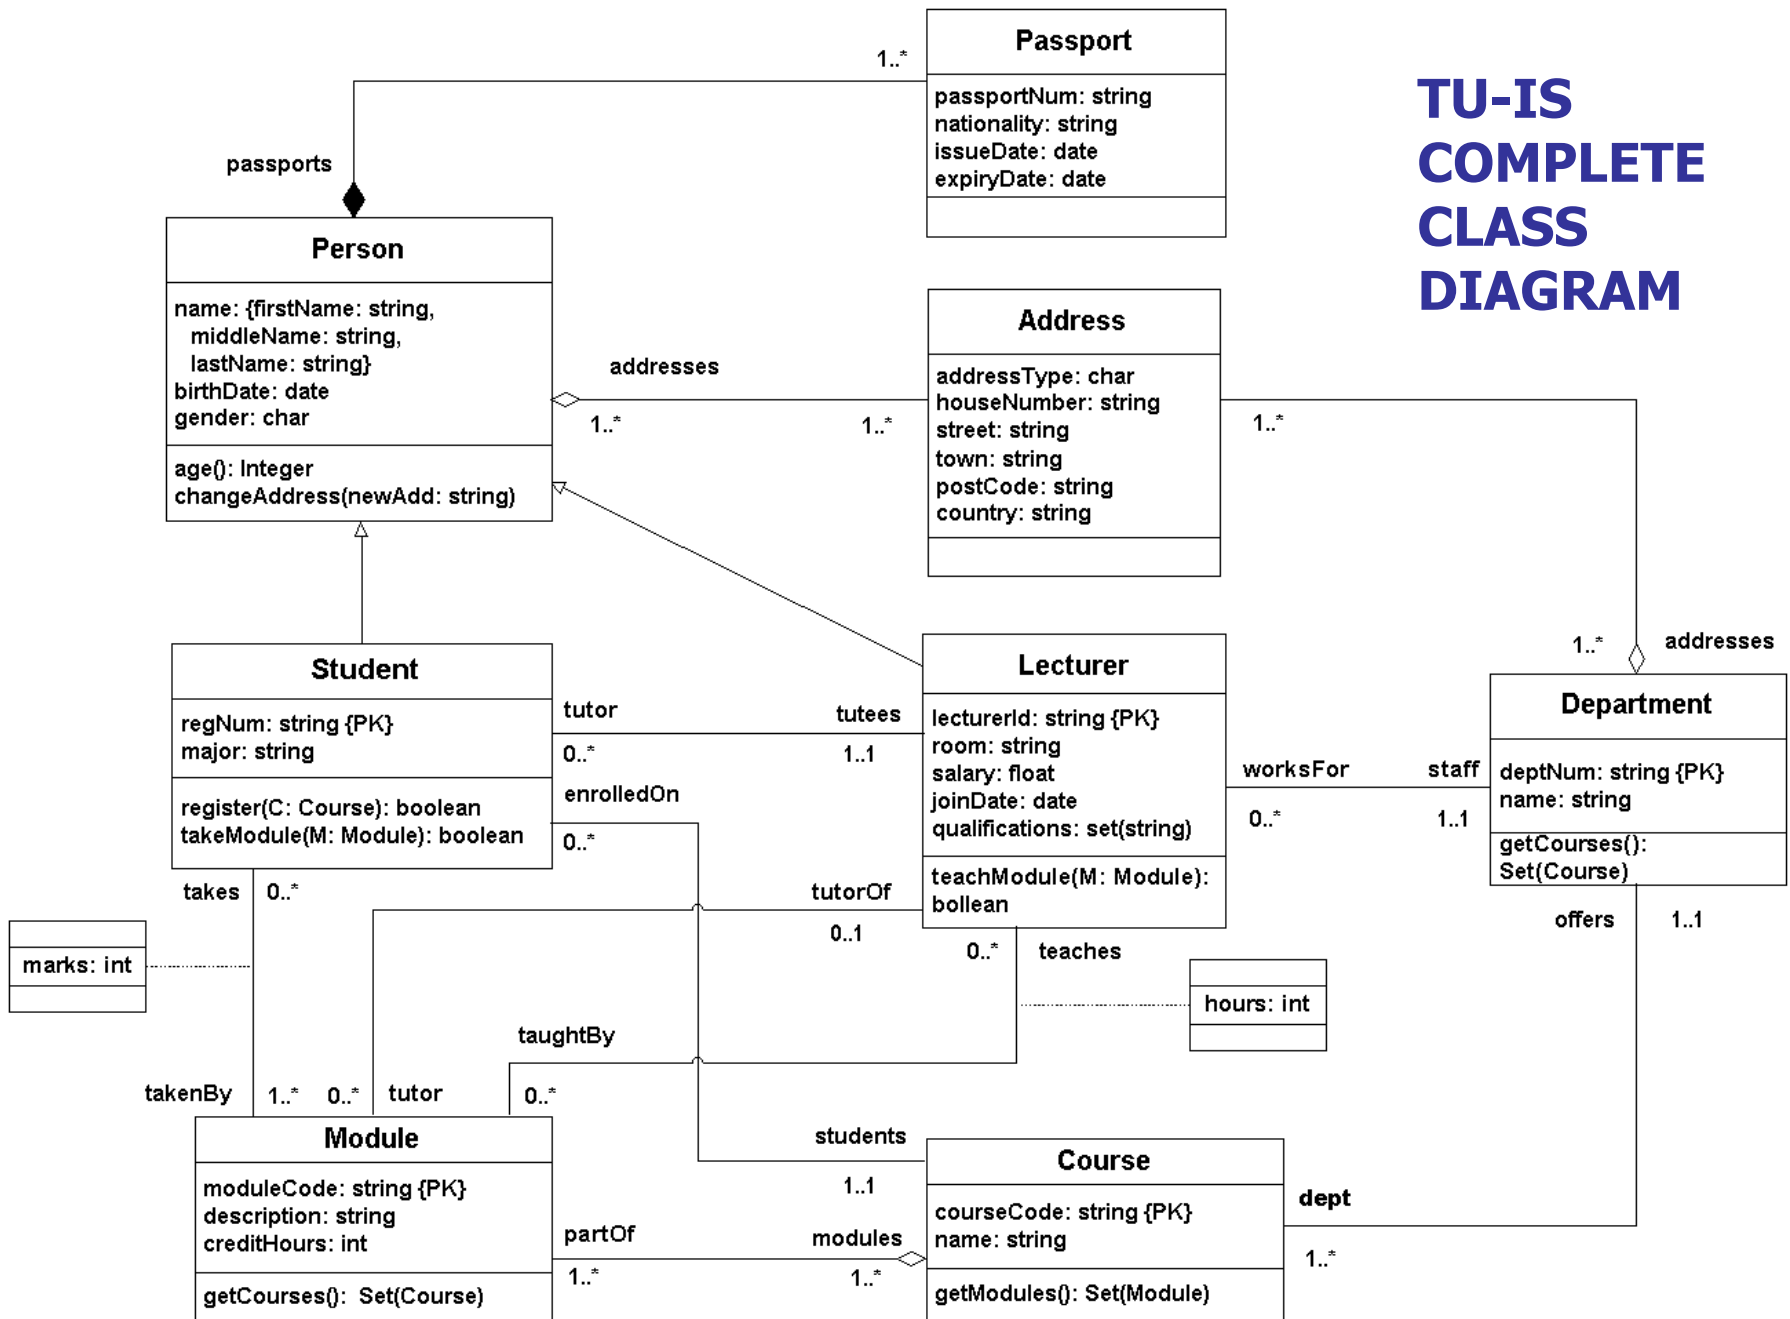 Passport
1..*
passportNum: string
nationality: string
issueDate: date
expiryDate: date
TU-IS
COMPLETE
CLASS
DIAGRAM
passports
Person
name: {firstName: string,
middleName: string,
lastName: string}
birthDate: date
gender: char
age(): Integer
changeAddress(newAdd: string)
addresses
1..*
1..*
Address
addressType: char
houseNumber: string
street: string
town: string
postCode: string
country: string
1..*
1..*
addresses
Student
regNum: string {PK}
major: string
register(C: Course): boolean
takeModule(M: Module): boolean
tutor
tutees
0..*
1..1
enrolledOn
0..*
Lecturer
lecturerId: string {PK}
room: string
salary: float
joinDate: date
qualifications: set(string)
teachModule(M: Module):
bollean
worksFor
staff
0..*
1..1
Department
deptNum: string {PK}
name: string
getCourses():
Set(Course)
takes
0..*
tutorOf
0..1
0..*
teaches
offers
1..1
marks: int
hours: int
taughtBy
takenBy
1..*
0..*
tutor
0..*
Module
moduleCode: string {PK}
description: string
creditHours: int
getCourses(): Set(Course)
students
1..1
partOf
modules
1..*
1..*
Course
courseCode: string {PK}
name: string
getModules(): Set(Module)
dept
1..*